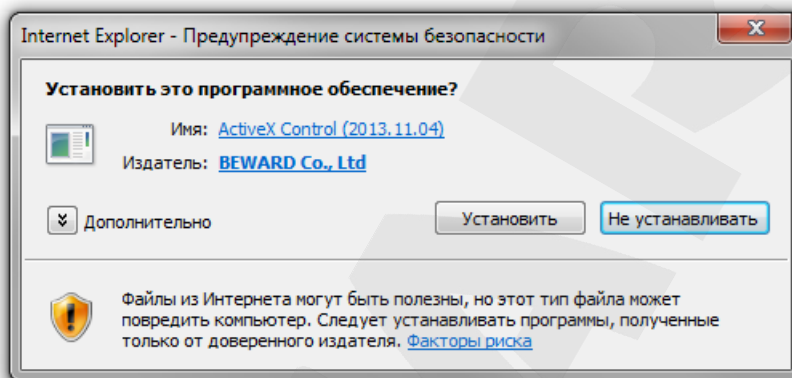 Internet Explorer - Предупреждение системы безопасности
Установить это программное обеспечение?
Имя: ActiveX Control (2013.11.04)
Издатель: BEWARD Co., Ltd
Дополнительно
Установить
Не устанавливать
Файлы из Интернета могут быть полезны, но этот тип файла может
повредить компьютер. Следует устанавливать программы, полученные
только от доверенного издателя. Факторы риска